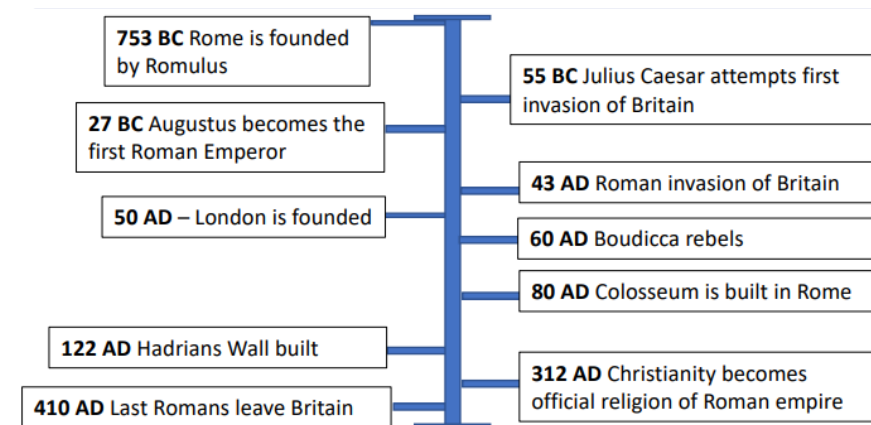 753 BC Rome is founded
by Romulus
55 BC Julius Caesar attempts first
invasion of Britain
27 BC Augustus becomes the
first Roman Emperor
43 AD Roman invasion of Britain
50 AD – London is founded
60 AD Boudicca rebels
80 AD Colosseum is built in Rome
122 AD Hadrians Wall built
312 AD Christianity becomes
official religion of Roman empire
410 AD Last Romans leave Britain